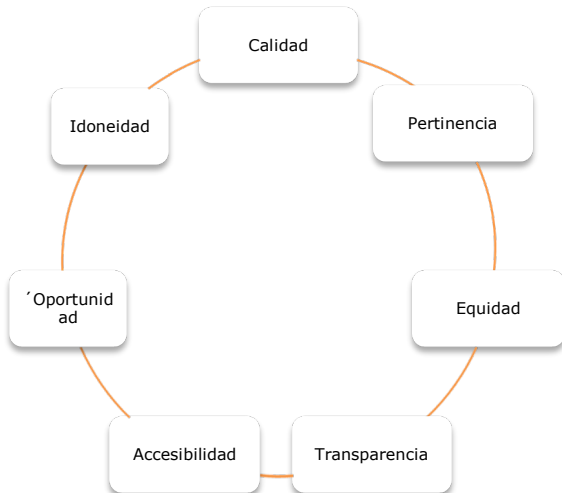 Calidad
Pertinencia
Equidad
Transparencia
Accesibilidad
´Oportunid
ad
Idoneidad